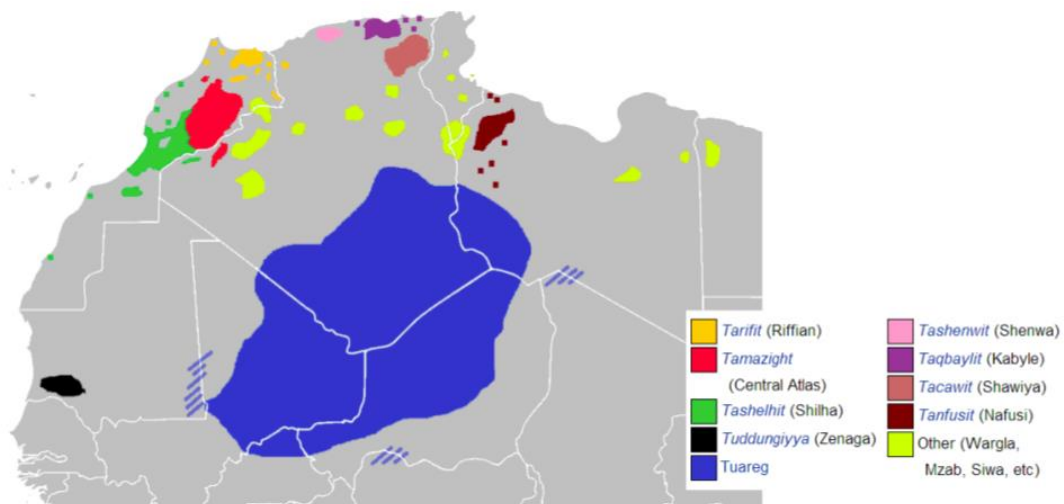 Tarifit (Riffian)
Tamazight
(Central Atlas)
Tashelhit (Shilha)
Tuddungiyya (Zenaga)
Tuareg
Tashenwit (Shenwa)
Taqbaylit (Kabyle)
Tacawit (Shawiya)
Tanfusit (Nafusi)
Other (Wargla,
Mzab, Siwa, etc)